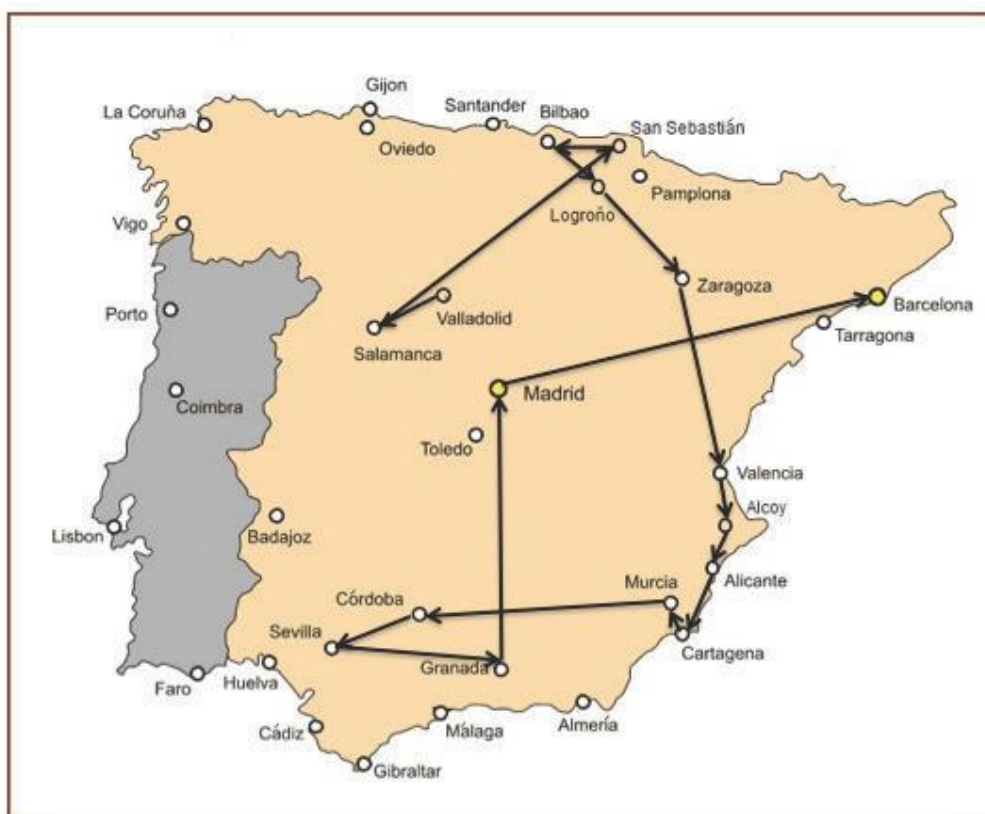 Gijon
La Coruña
Santander
Bilbao
San Sebastián
Oviedo
Pamplona
Logroño
Vigo
Zaragoza
Porto
Valladolid
Barcelona
Tarragona
Salamanca
Madrid
Coimbra
Toledo
Valencia
Alcoy
Lisbon
Badajoz
Murcia
Alicante
Córdoba
Sevilla
Cartagena
Granada
Faro
Huelva
Cádiz
Málaga
Almería
Gibraltar